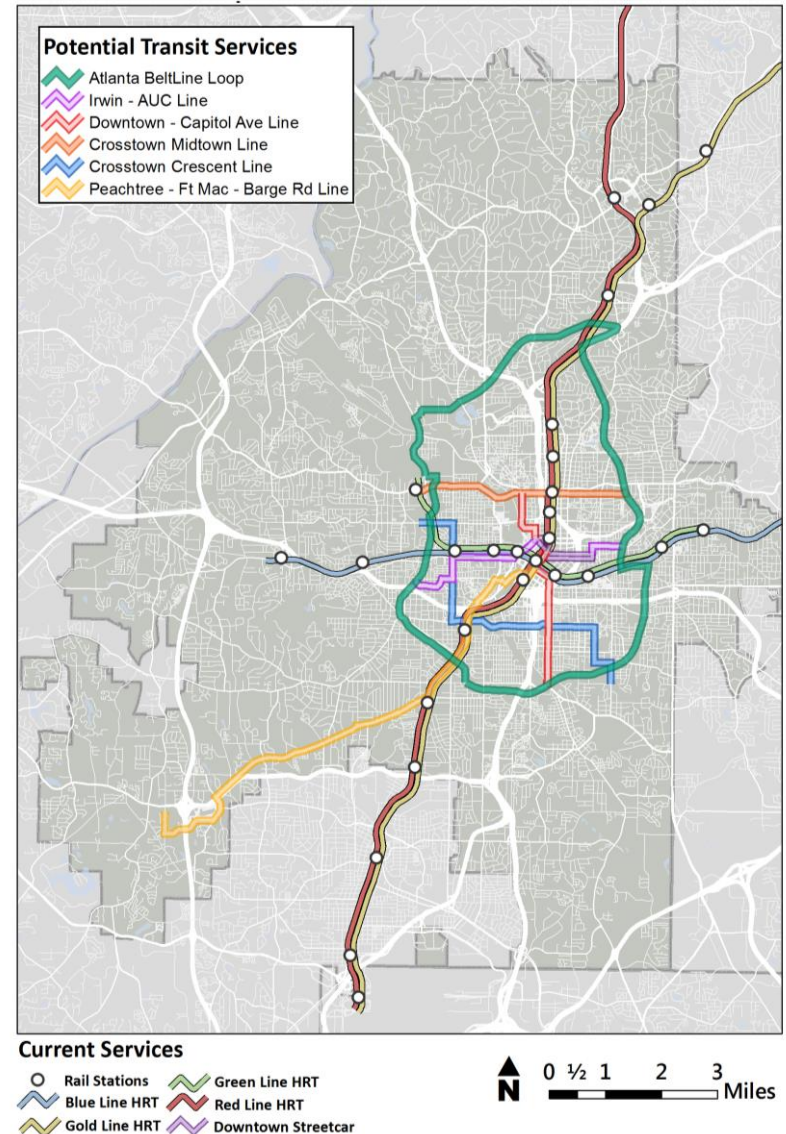 Potential Transit Services
Atlanta BeltLine Loop
Irwin - AUC Line
Downtown - Capitol Ave Line
Crosstown Midtown Line
Crosstown Crescent Line
Peachtree - Ft Mac - Barge Rd Line
Current Services
Rail Stations
Blue Line HRT
Gold Line HRT
Green Line HRT
Red Line HRT
Downtown Streetcar
N
0 ½ 1 2 3 Miles